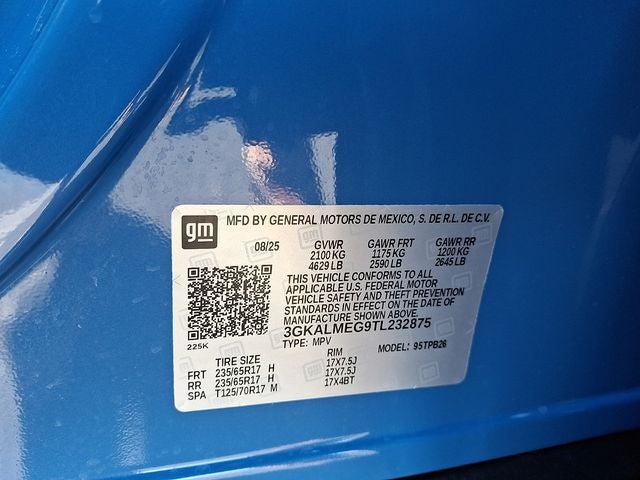 gm MFD BY GENERAL MOTORS DE MEXICO, S. DE R.L. DE C.V.
08/25 GVWR GAWR FRT GAWR RR
2100 KG 1175 KG 1200 KG
4629 LB 2590 LB 2645 LB
THIS VEHICLE CONFORMS TO ALL
APPLICABLE U.S. FEDERAL MOTOR
VEHICLE SAFETY AND THEFT PREVENTION
STANDARDS IN EFFECT ON THE DATE OF
MANUFACTURE SHOWN ABOVE.
3GKALMEG9TL232875
225K TYPE: MPV MODEL: 95TPB26
TIRE SIZE RIM
FRT 235/65R17 H 17X7.5J
RR 235/65R17 H 17X7.5J
SPA T125/70R17 M 17X4BT